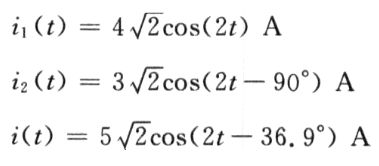 i₁(t) = 4√2cos(2t) A
i₂(t) = 3√2cos(2t − 90°) A
i(t) = 5√2cos(2t − 36.9°) A